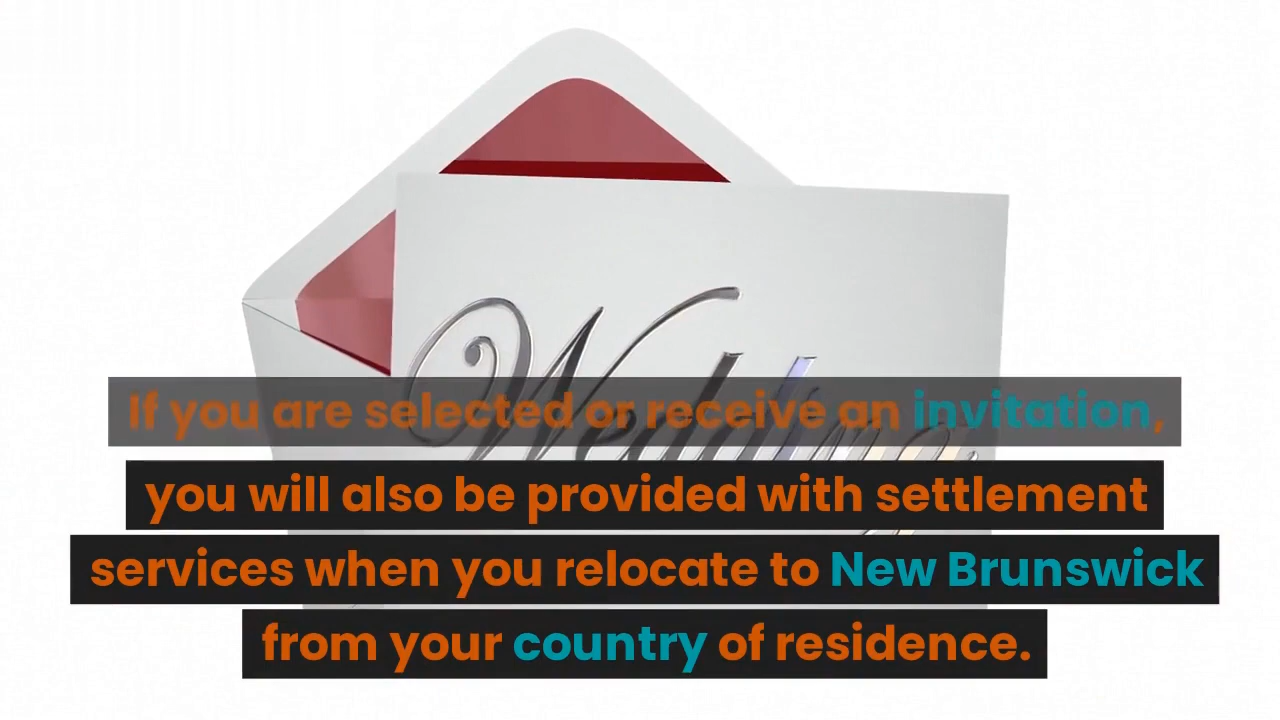 Wedding
If you are selected or receive an invitation,
you will also be provided with settlement
services when you relocate to New Brunswick
from your country of residence.